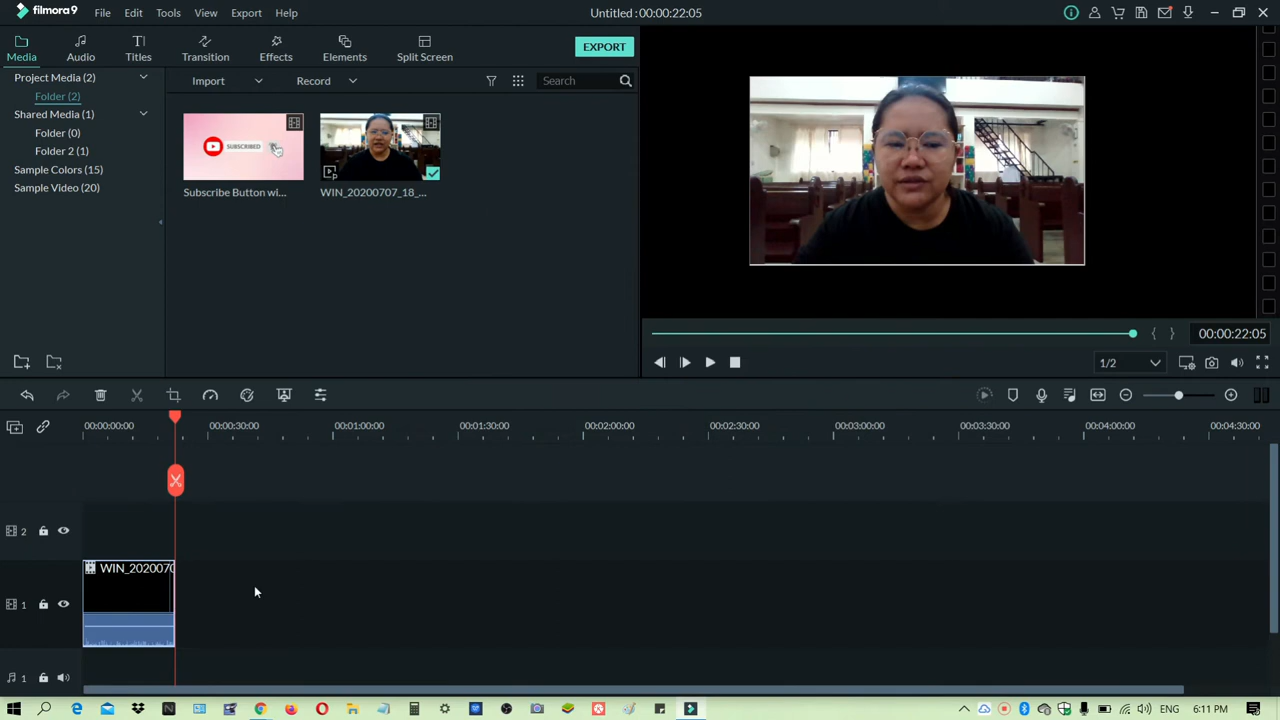 filmora 9 File Edit Tools View Export Help Untitled : 00:00:22:05
Media Audio Titles Transition Effects Elements Split Screen EXPORT
Project Media (2) Import Record Search
Folder (2)
Shared Media (1)
Folder (0)
Folder 2 (1)
Sample Colors (15)
Sample Video (20)
SUBSCRIBED
Subscribe Button wi... WIN_20200707_18_...
{ } 00:00:22:05
1/2
00:00:00:00 00:00:30:00 00:01:00:00 00:01:30:00 00:02:00:00 00:02:30:00 00:03:00:00 00:03:30:00 00:04:00:00 00:04:30:00
2
WIN_2020070
1
1
ENG 6:11 PM